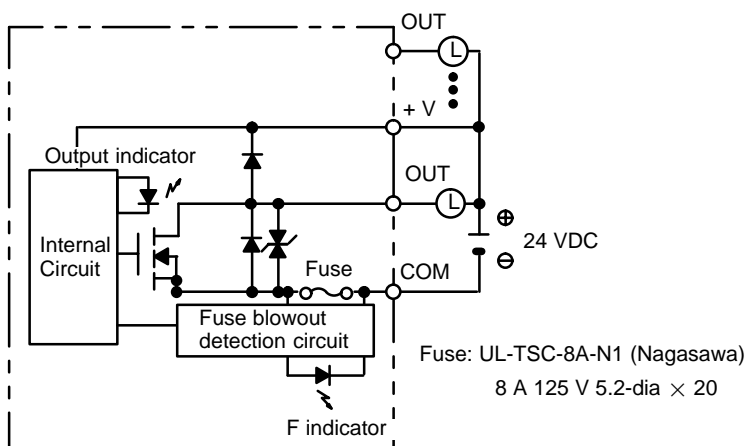 OUT
L
+ V
Output indicator
OUT
L
⊕
24 VDC
⊖
Internal
Circuit
Fuse
COM
Fuse blowout
detection circuit
Fuse: UL-TSC-8A-N1 (Nagasawa)
8 A 125 V 5.2-dia × 20
F indicator